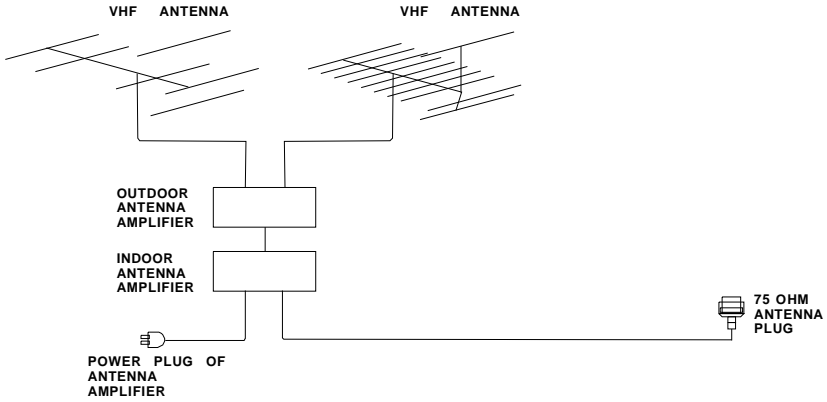 VHF ANTENNA
VHF ANTENNA
OUTDOOR
ANTENNA
AMPLIFIER
INDOOR
ANTENNA
AMPLIFIER
75 OHM
ANTENNA
PLUG
POWER PLUG OF
ANTENNA
AMPLIFIER